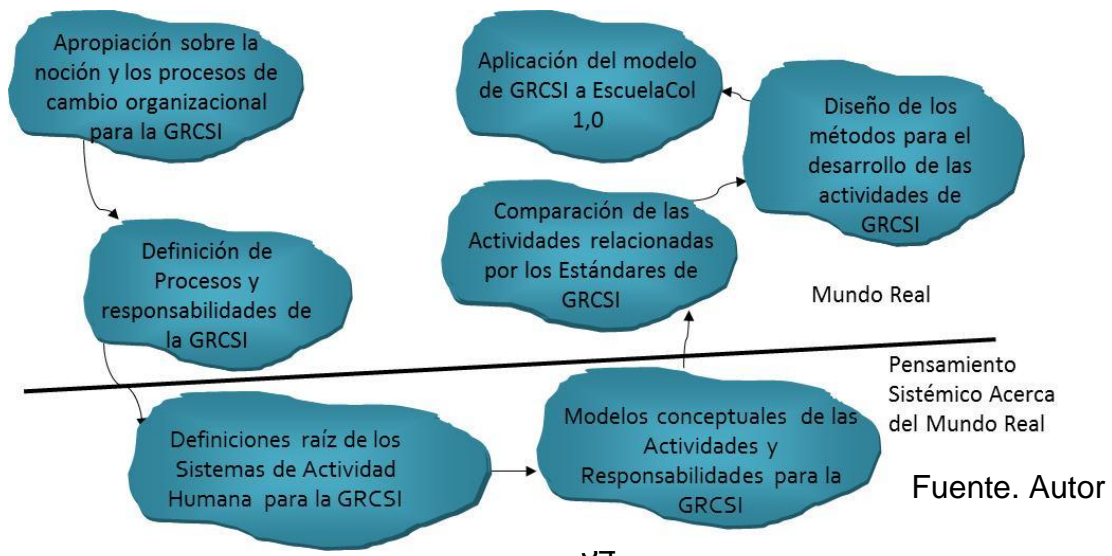 Apropiación sobre la
noción y los procesos de
cambio organizacional
para la GRCSI
Definición de
Procesos y
responsabilidades de
la GRCSI
Definiciones raíz de los
Sistemas de Actividad
Humana para la GRCSI
Modelos conceptuales de las
Actividades y
Responsabilidades para la
GRCSI
Comparación de las
Actividades relacionadas
por los Estándares de
GRCSI
Diseño de los
métodos para el
desarrollo de las
actividades de
GRCSI
Aplicación del modelo
de GRCSI a EscuelaCol
1,0
Mundo Real
Pensamiento
Sistémico Acerca
del Mundo Real
Fuente. Autor